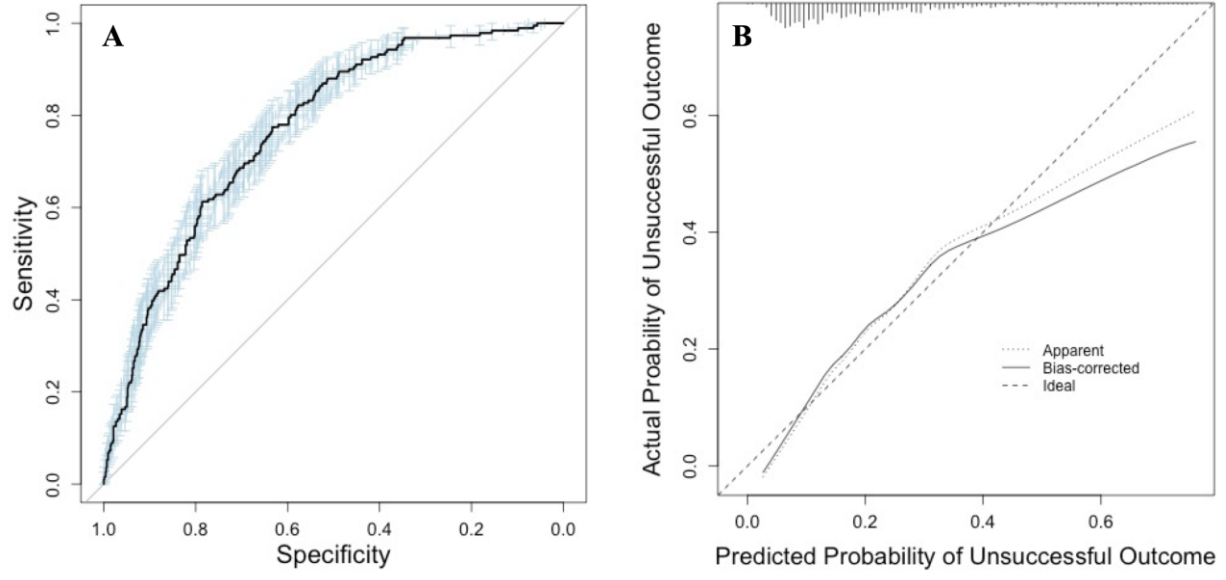 A
Sensitivity
0.0
0.2
0.4
0.6
0.8
1.0
1.0 0.8 0.6 0.4 0.2 0.0
Specificity
B
Actual Probability of Unsuccessful Outcome
0.0
0.2
0.4
0.6
Apparent
Bias-corrected
Ideal
0.0 0.2 0.4 0.6
Predicted Probability of Unsuccessful Outcome